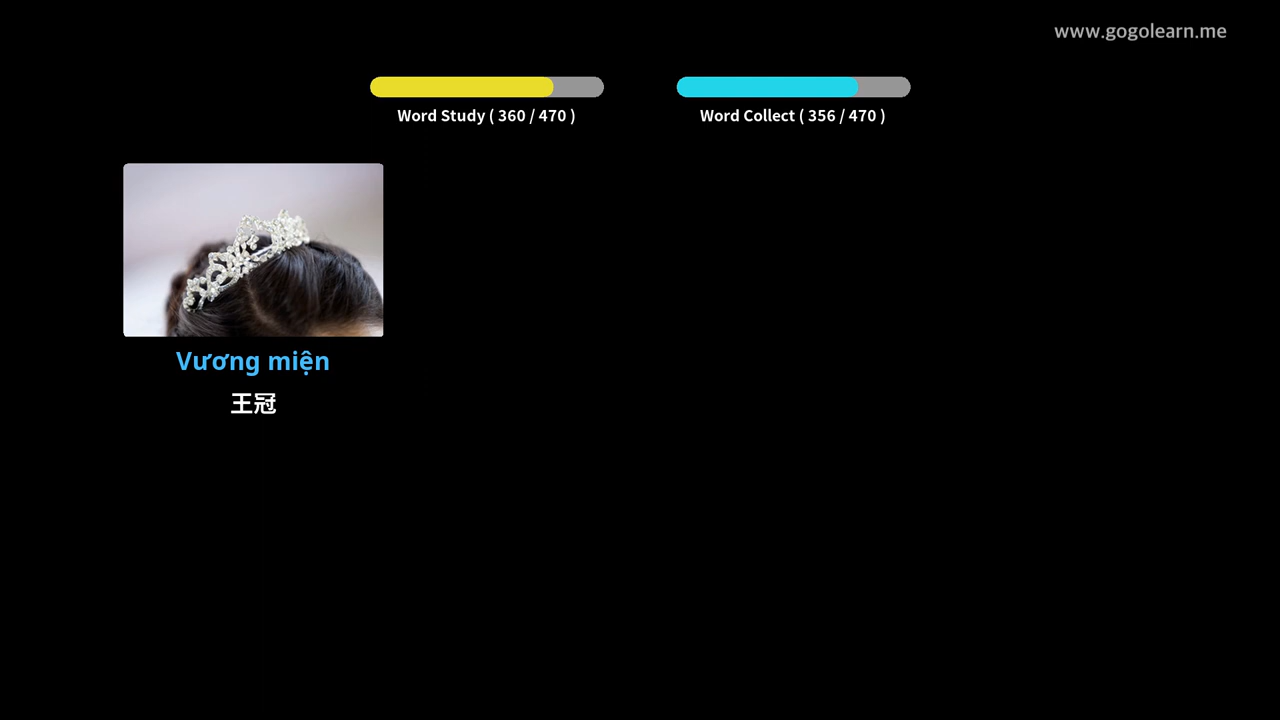 www.gogolearn.me
Word Study ( 360 / 470 )
Word Collect ( 356 / 470 )
Vương miện
王冠